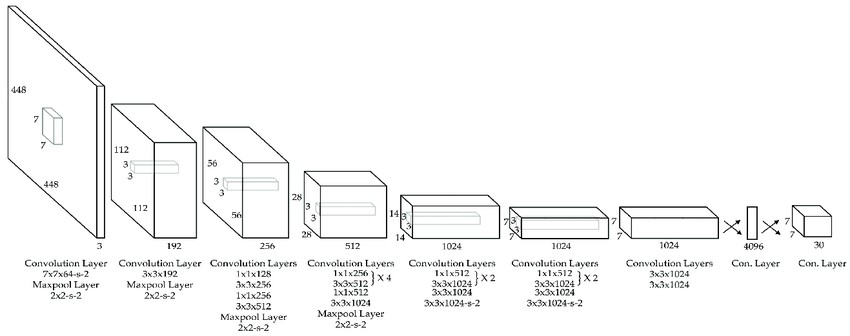 448
7
7
448
3
112
3
3
112
192
56
3
3
56
256
28
3
3
28
512
14
3
3
14
1024
7
3
3
7
1024
7
7
1024
4096
7
7
30
Convolution Layer
7x7x64-s-2
Maxpool Layer
2x2-s-2
Convolution Layer
3x3x192
Maxpool Layer
2x2-s-2
Convolution Layers
1x1x128
3x3x256
1x1x256
3x3x512
Maxpool Layer
2x2-s-2
Convolution Layers
1x1x256
3x3x512
} X 4
1x1x512
3x3x1024
Maxpool Layer
2x2-s-2
Convolution Layers
1x1x512
3x3x1024
} X 2
3x3x1024
3x3x1024-s-2
Convolution Layers
1x1x512
3x3x1024
} X 2
3x3x1024
3x3x1024-s-2
Convolution Layers
3x3x1024
3x3x1024
Con. Layer
Con. Layer